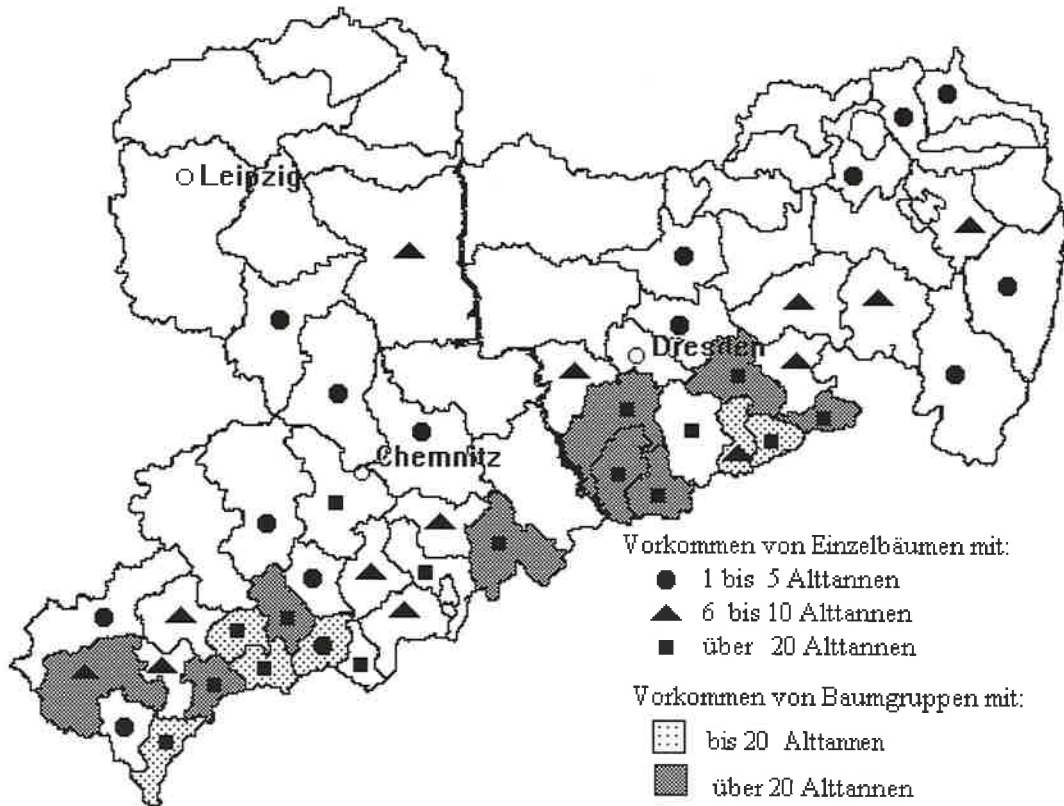 Leipzig
Dresden
Chemnitz
Vorkommen von Einzelbäumen mit:
1 bis 5 Alttannen
6 bis 10 Alttannen
über 20 Alttannen
Vorkommen von Baumgruppen mit:
bis 20 Alttannen
über 20 Alttannen